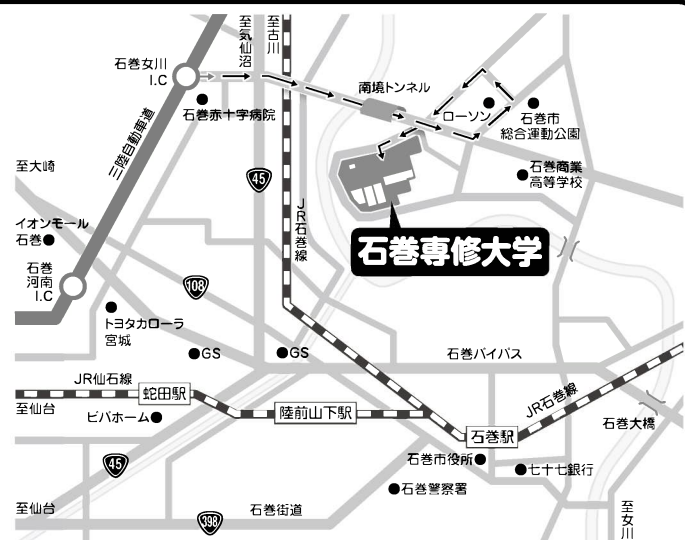 至気仙沼
至古川
石巻女川
I.C
石巻赤十字病院
南境トンネル
ローソン
石巻市
総合運動公園
三陸自動車道
至大崎
45
石巻商業
高等学校
JR石巻線
イオンモール
石巻
石巻専修大学
石巻
河南
I.C
108
トヨタカローラ
宮城
GS
GS
石巻バイパス
JR仙石線
蛇田駅
至仙台
ビバホーム
陸前山下駅
JR石巻線
石巻大橋
石巻駅
45
石巻市役所
七十七銀行
石巻警察署
至仙台
石巻街道
398
至女川